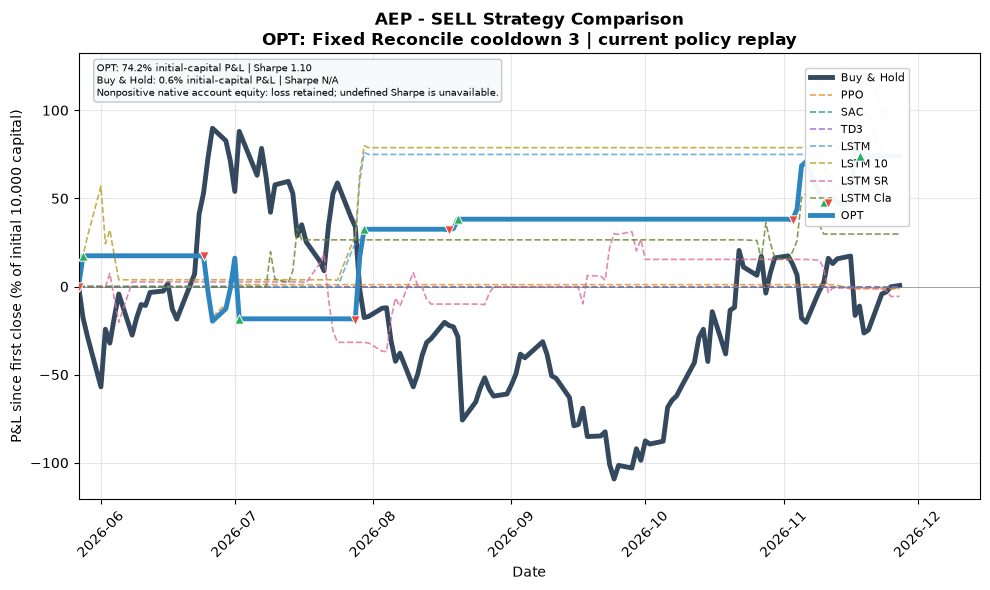 AEP - SELL Strategy Comparison
OPT: Fixed Reconcile cooldown 3 | current policy replay
OPT: 74.2% initial-capital P&L | Sharpe 1.10
Buy & Hold: 0.6% initial-capital P&L | Sharpe N/A
Nonpositive native account equity: loss retained; undefined Sharpe is unavailable.
Buy & Hold
PPO
SAC
TD3
LSTM
LSTM 10
LSTM SR
LSTM Cla
OPT
P&L since first close (% of initial 10,000 capital)
100
50
0
−50
−100
2026-06
2026-07
2026-08
2026-09
2026-10
2026-11
2026-12
Date